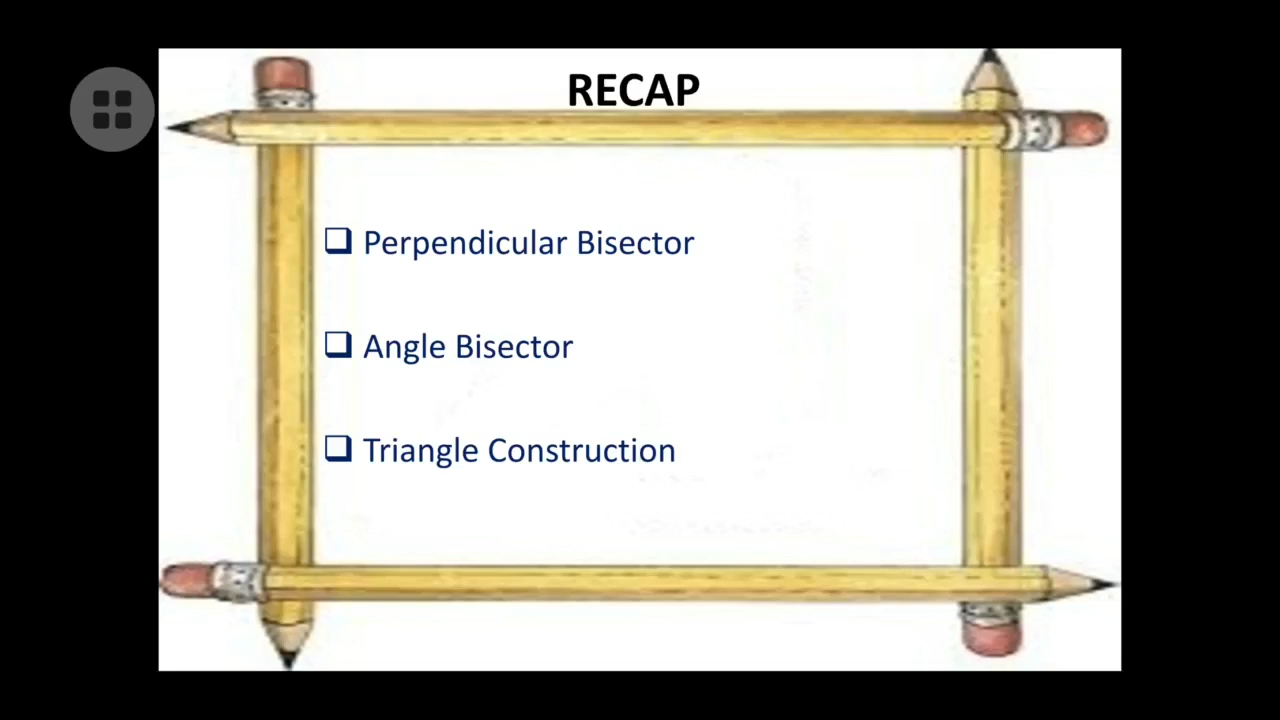 RECAP
Perpendicular Bisector
Angle Bisector
Triangle Construction